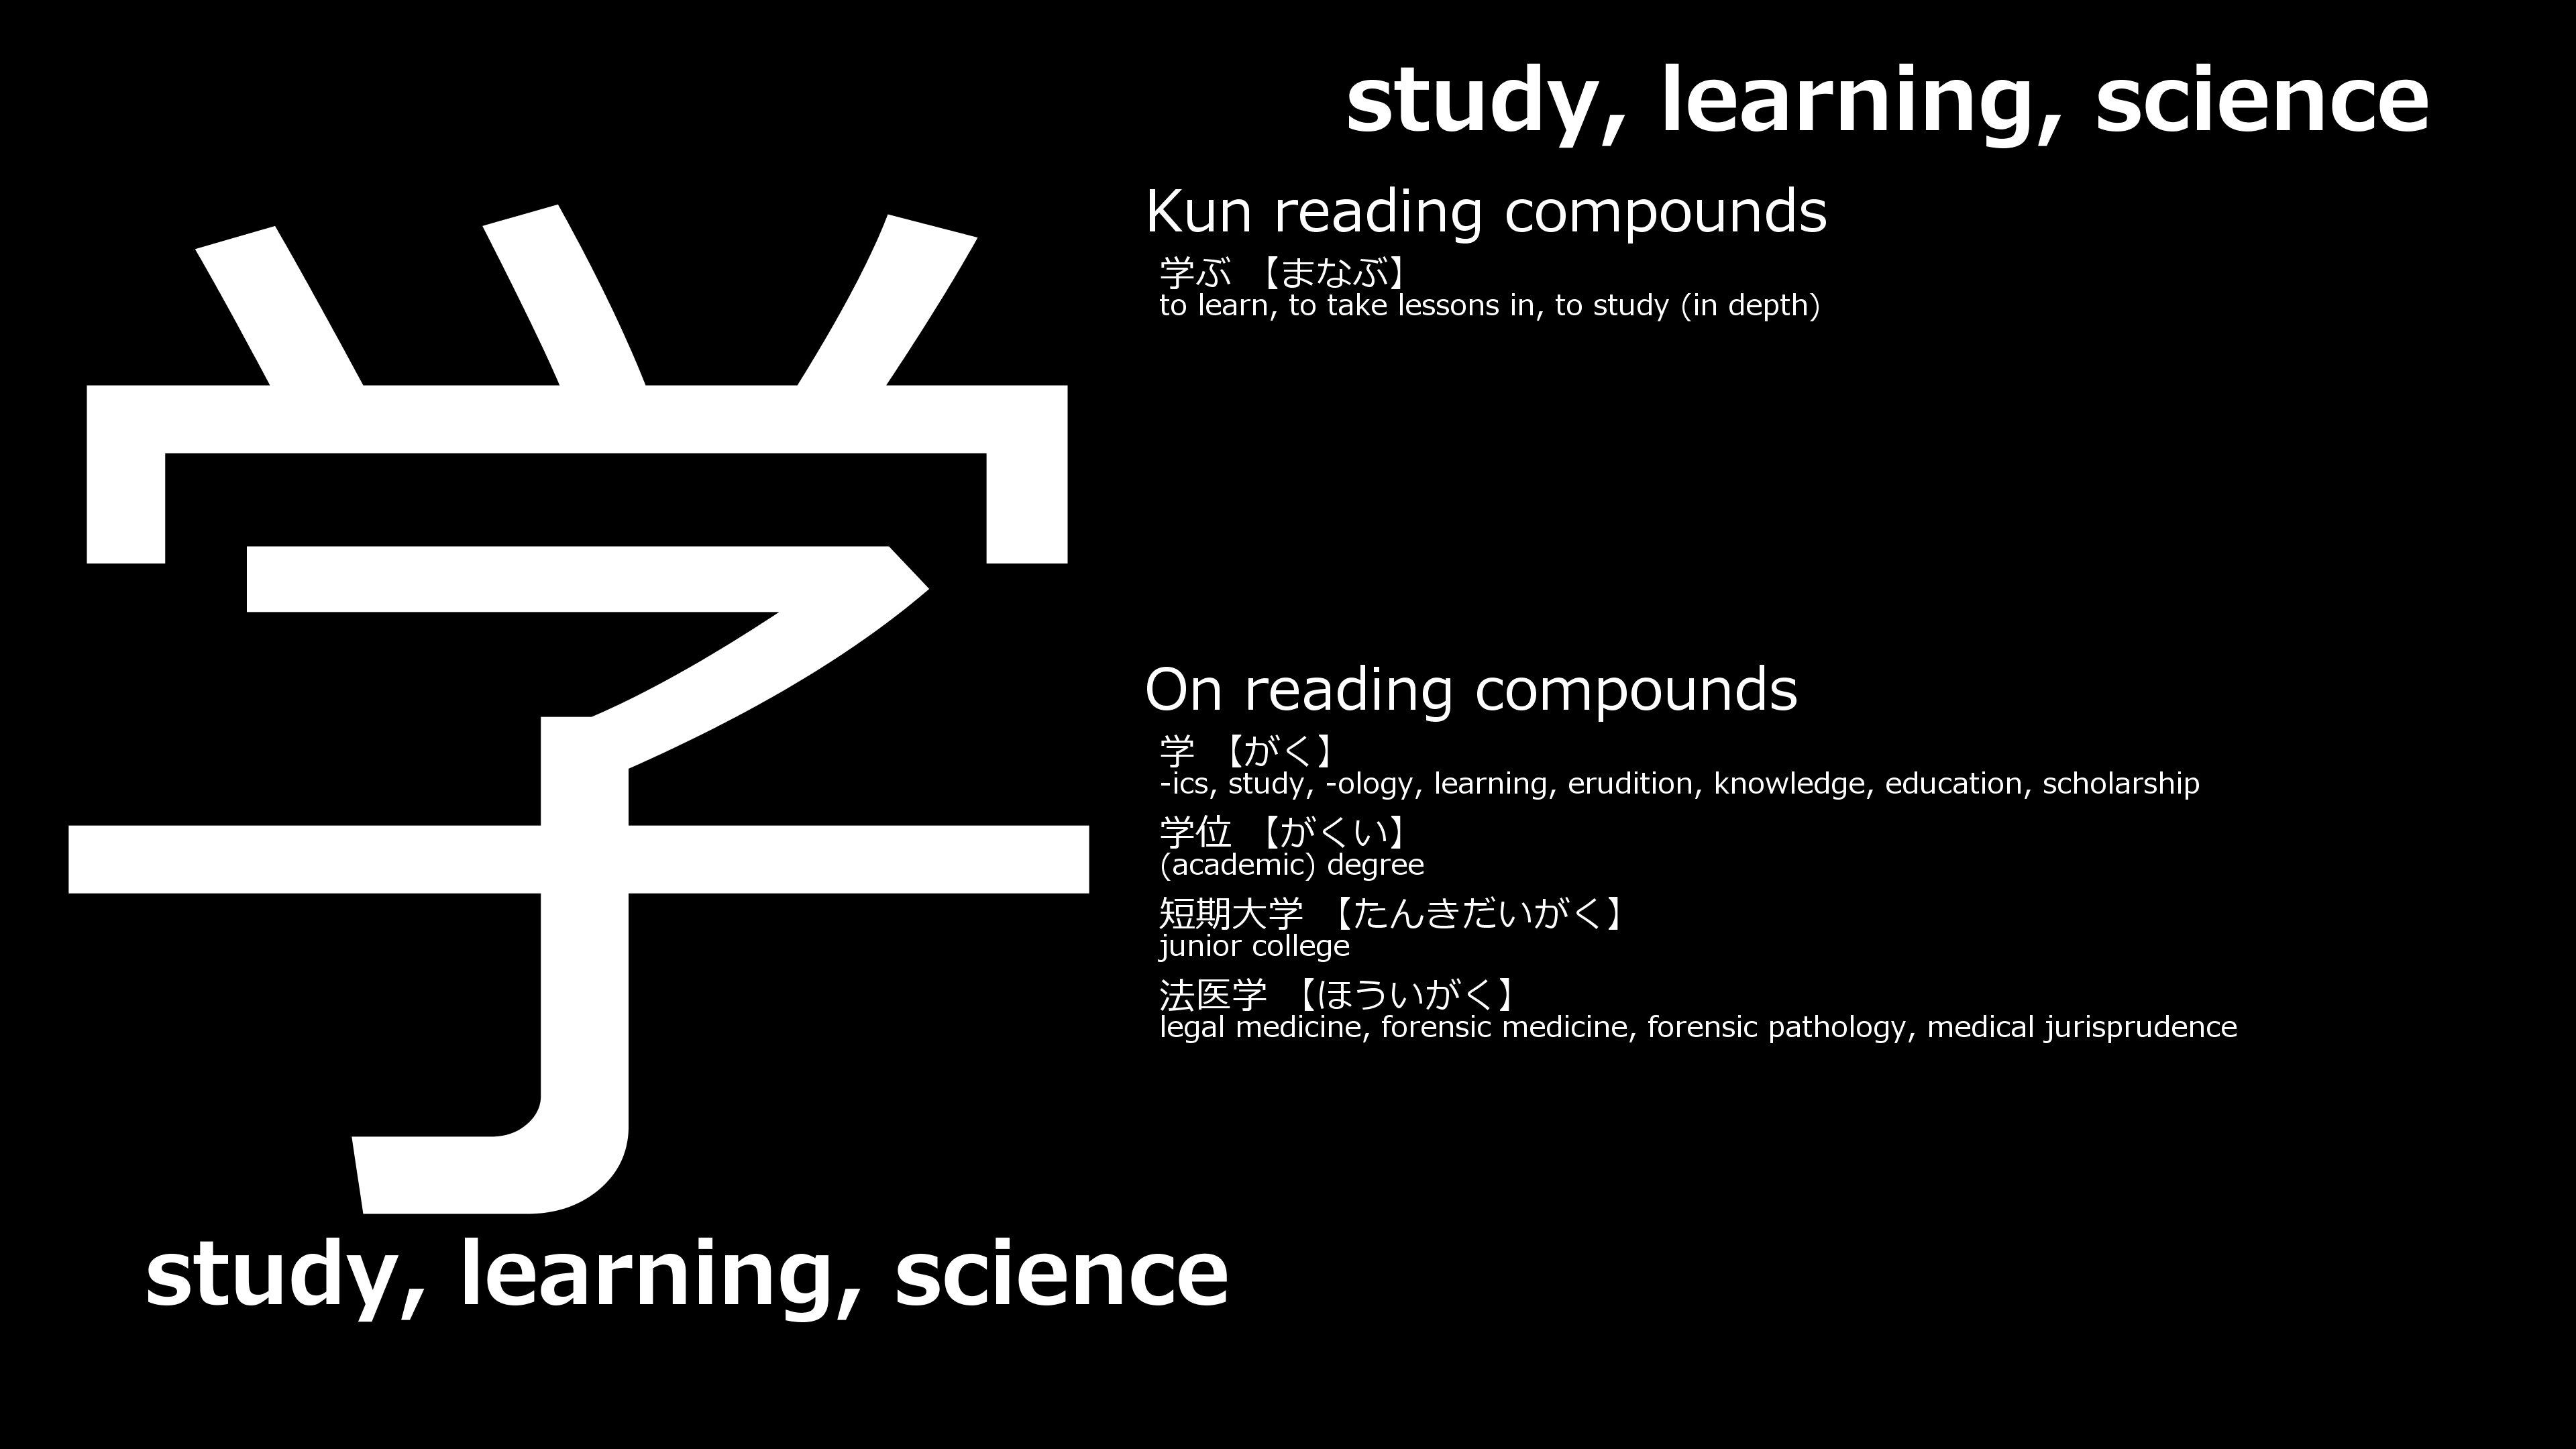 学
study, learning, science
study, learning, science
Kun reading compounds
学ぶ 【まなぶ】
to learn, to take lessons in, to study (in depth)
On reading compounds
学 【がく】
-ics, study, -ology, learning, erudition, knowledge, education, scholarship
学位 【がくい】
(academic) degree
短期大学 【たんきだいがく】
junior college
法医学 【ほういがく】
legal medicine, forensic medicine, forensic pathology, medical jurisprudence